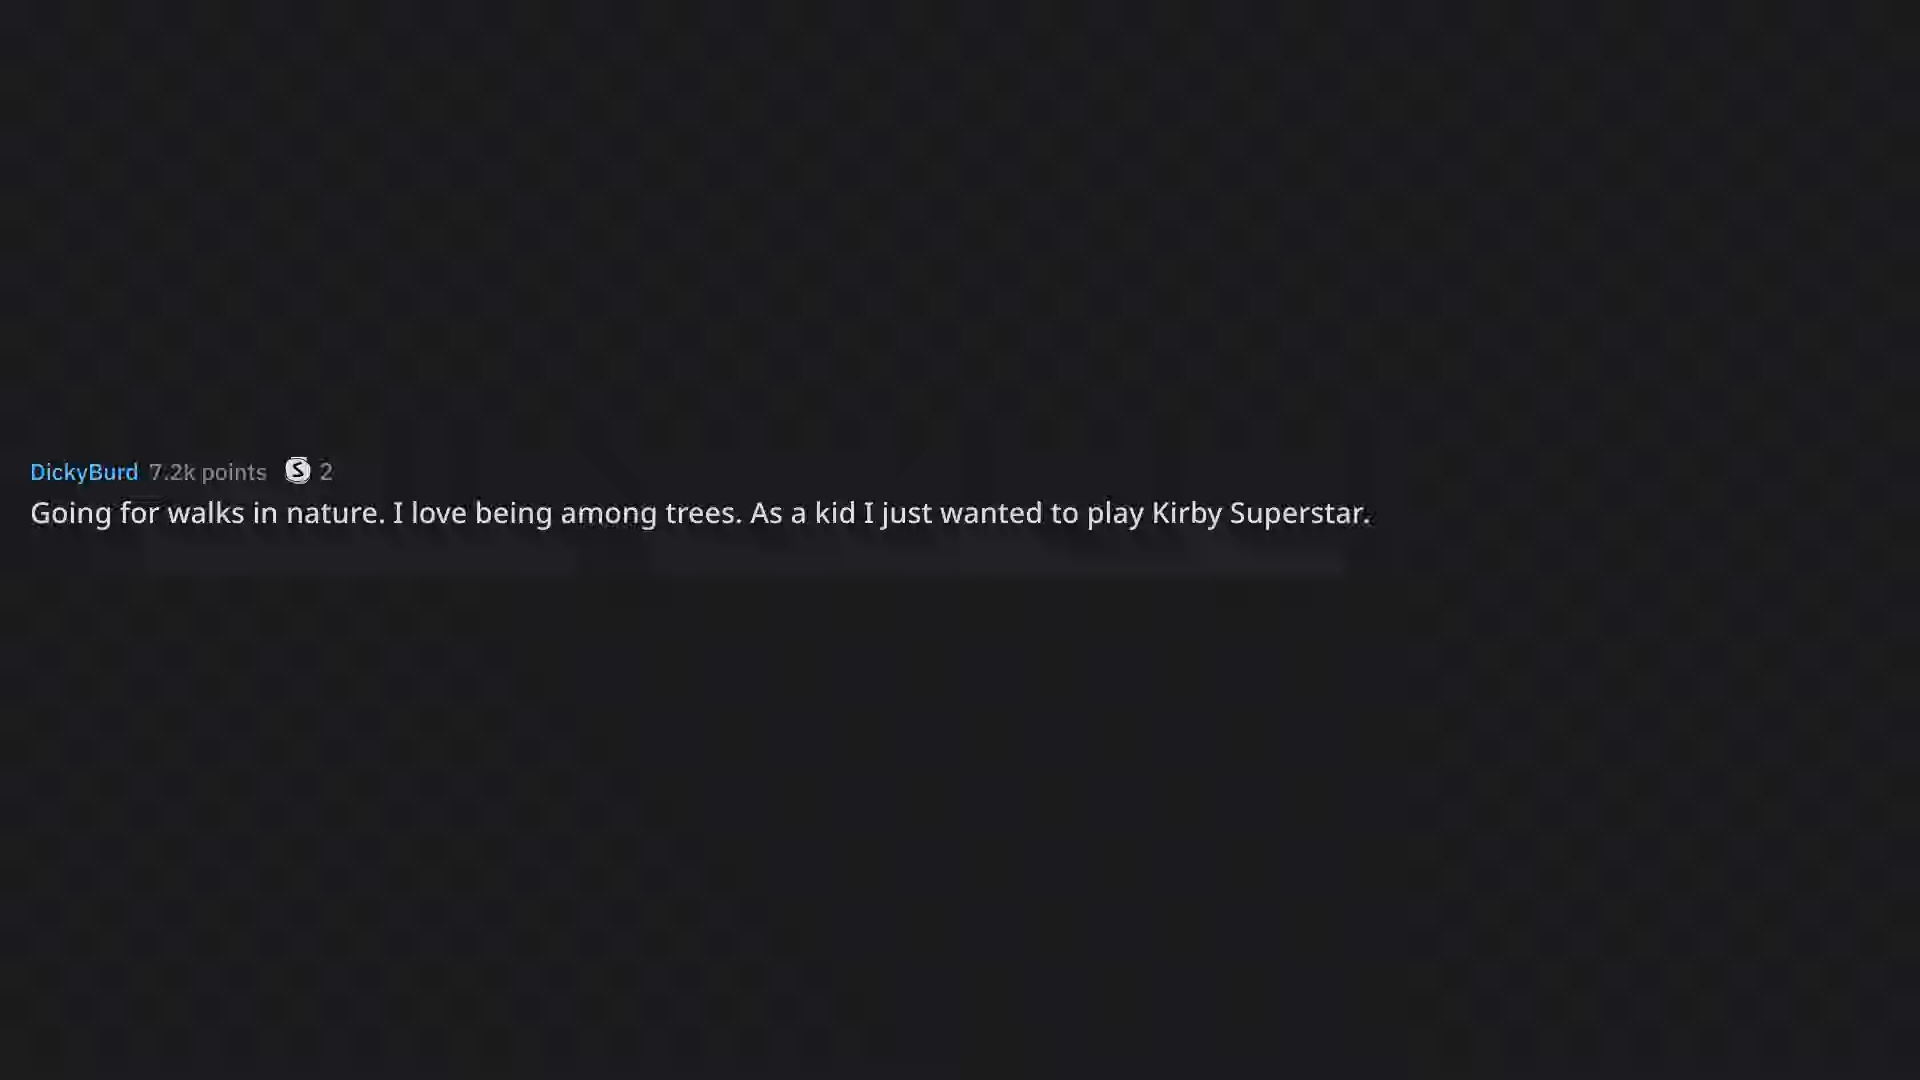 DickyBurd 7.2k points S 2
Going for walks in nature. I love being among trees. As a kid I just wanted to play Kirby Superstar.